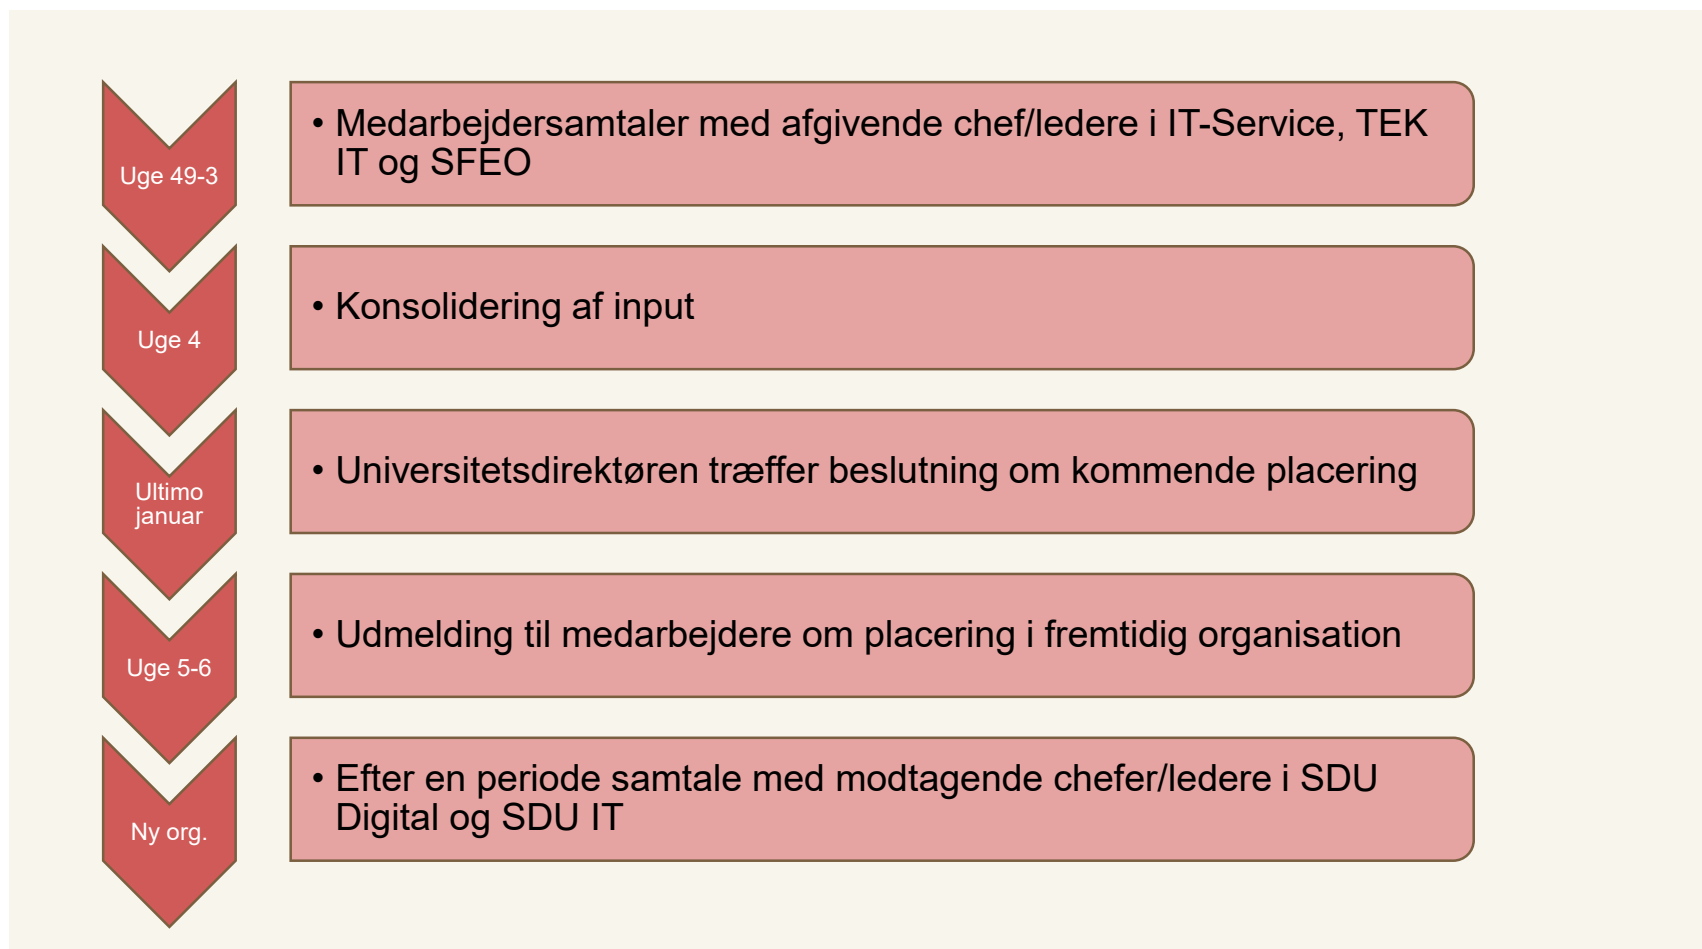 Uge 49-3
• Medarbejdersamtaler med afgivende chef/ledere i IT-Service, TEK
IT og SFEO
Uge 4
• Konsolidering af input
Ultimo
januar
• Universitetsdirektøren træffer beslutning om kommende placering
Uge 5-6
• Udmelding til medarbejdere om placering i fremtidig organisation
Ny org.
• Efter en periode samtale med modtagende chefer/ledere i SDU
Digital og SDU IT